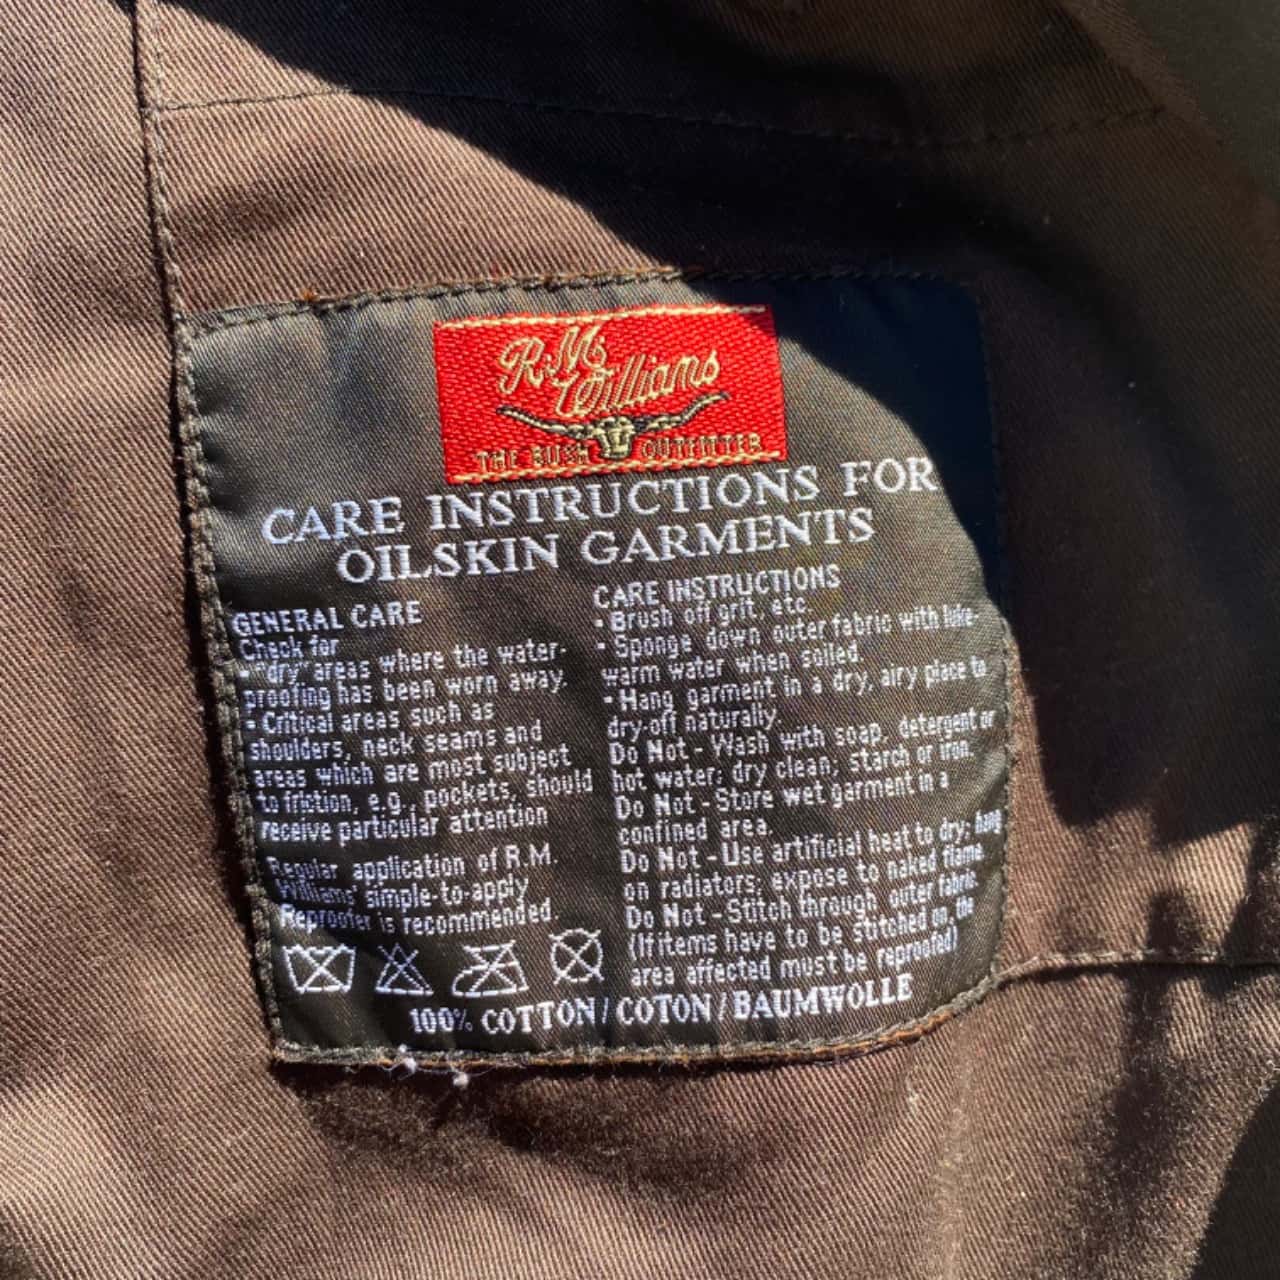 R.M.
Williams
THE BUSH OUTFITTER
CARE INSTRUCTIONS FOR
OILSKIN GARMENTS
GENERAL CARE
Check for
- "dry" areas where the water-
proofing has been worn away.
• Critical areas such as
shoulders, neck seams and
areas which are most subject
to friction, e.g., pockets, should
receive particular attention
Regular application of R.M.
Williams simple-to-apply
Reproofer is recommended.
CARE INSTRUCTIONS
• Brush off grit, etc.
• Sponge down outer fabric with luke-
warm water when soiled.
• Hang garment in a dry, airy place to
dry-off naturally.
Do Not - Wash with soap, detergent or
hot water; dry clean; starch or iron.
Do Not - Store wet garment in a
confined area.
Do Not - Use artificial heat to dry; hang
on radiators; expose to naked flame
Do Not - Stitch through outer fabric
(If items have to be stitched on, the
area affected must be reproofed)
100% COTTON / COTON / BAUMWOLLE